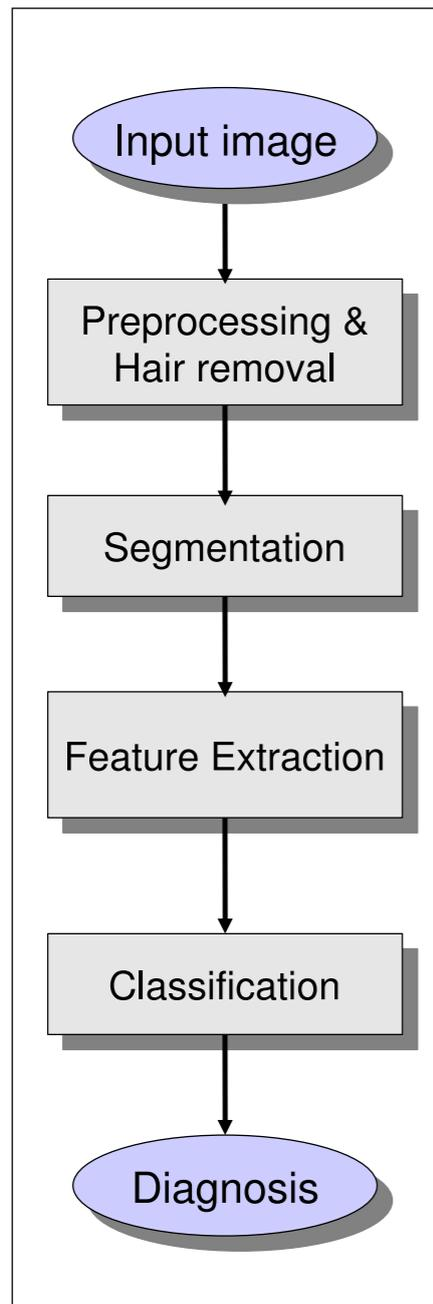 Input image
Preprocessing &
Hair removal
Segmentation
Feature Extraction
Classification
Diagnosis